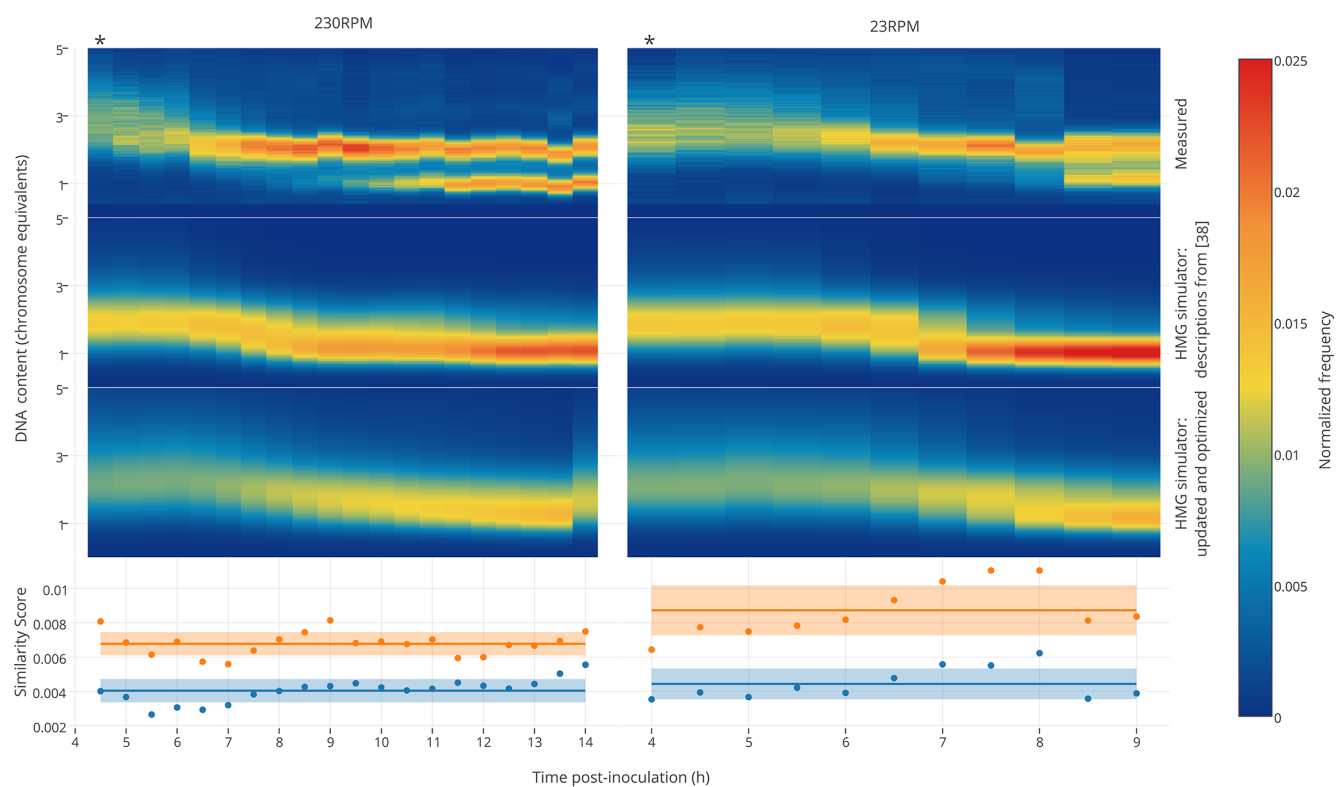 230RPM
23RPM
*
*
5
3
1
5
3
1
5
3
1
DNA content (chromosome equivalents)
Measured
HMG simulator:
descriptions from [38]
HMG simulator:
updated and optimized
0.025
0.02
0.015
0.01
0.005
0
Normalized frequency
Similarity Score
0.01
0.008
0.006
0.004
0.002
4 5 6 7 8 9 10 11 12 13 14
4 5 6 7 8 9
Time post-inoculation (h)